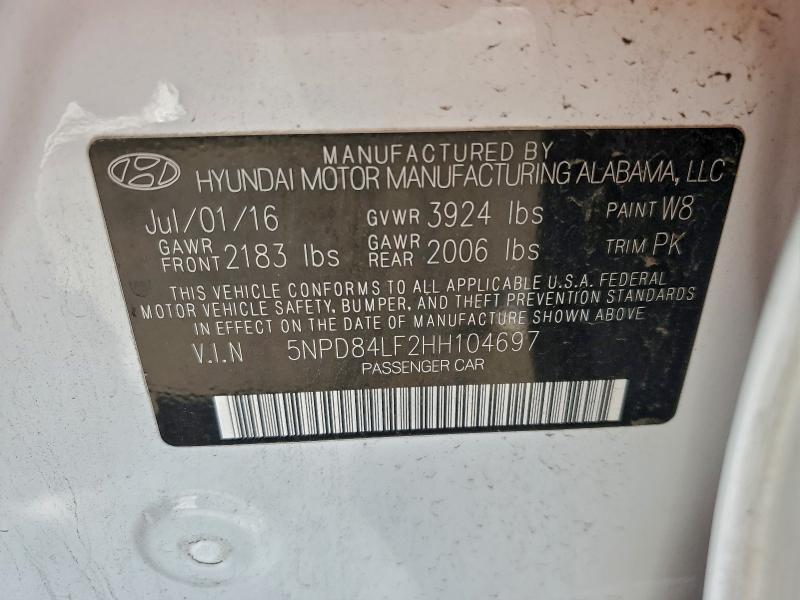 MANUFACTURED BY
HYUNDAI MOTOR MANUFACTURING ALABAMA, LLC
Jul/01/16 GVWR 3924 lbs PAINT W8
GAWR FRONT 2183 lbs GAWR REAR 2006 lbs TRIM PK
THIS VEHICLE CONFORMS TO ALL APPLICABLE U.S.A. FEDERAL
MOTOR VEHICLE SAFETY, BUMPER, AND THEFT PREVENTION STANDARDS
IN EFFECT ON THE DATE OF MANUFACTURE SHOWN ABOVE
V.I.N 5NPD84LF2HH104697
PASSENGER CAR